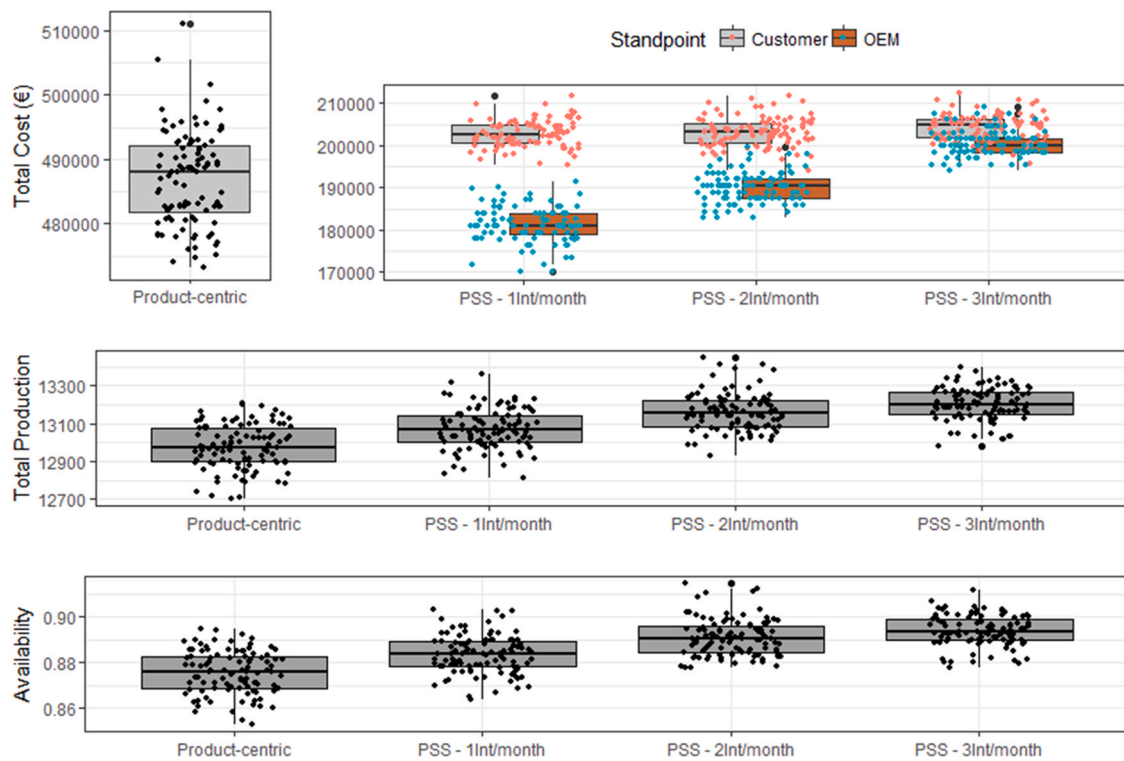 Standpoint Customer OEM
Total Cost (€)
510000
500000
490000
480000
Product-centric
210000
200000
190000
180000
170000
PSS - 1Int/month PSS - 2Int/month PSS - 3Int/month
Total Production
13300
13100
12900
12700
Product-centric PSS - 1Int/month PSS - 2Int/month PSS - 3Int/month
Availability
0.90
0.88
0.86
Product-centric PSS - 1Int/month PSS - 2Int/month PSS - 3Int/month